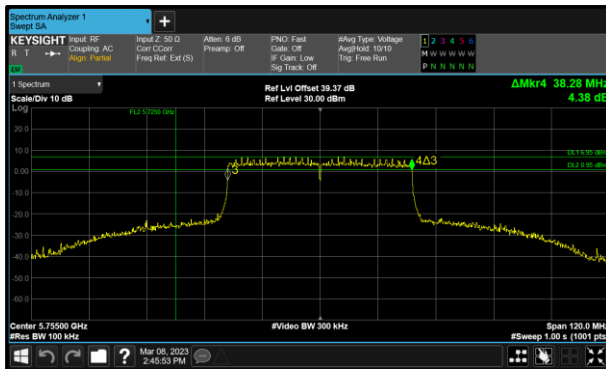 Spectrum Analyzer 1
Swept SA
+
KEYSIGHT
R T
Input: RF
Coupling: AC
Align: Partial
Input Z: 50 Ω
Corr CCorr
Freq Ref: Ext (S)
Atten: 6 dB
Preamp: Off
PNO: Fast
Gate: Off
IF Gain: Low
Sig Track: Off
#Avg Type: Voltage
Avg|Hold: 10/10
Trig: Free Run
1 2 3 4 5 6
M W W W W W
P N N N N N
1 Spectrum
Scale/Div 10 dB
Ref Lvl Offset 39.37 dB
Ref Level 30.00 dBm
ΔMkr4 38.28 MHz
4.38 dB
Log
FL2 5.7250 GHz
20.0
10.0
0.00
-10.0
-20.0
-30.0
-40.0
-50.0
-60.0
3
4Δ3
DL1 6.95 dBm
DL2 0.95 dBm
Center 5.75500 GHz
#Res BW 100 kHz
#Video BW 300 kHz
Span 120.0 MHz
#Sweep 1.00 s (1001 pts)
?
Mar 08, 2023
2:45:53 PM